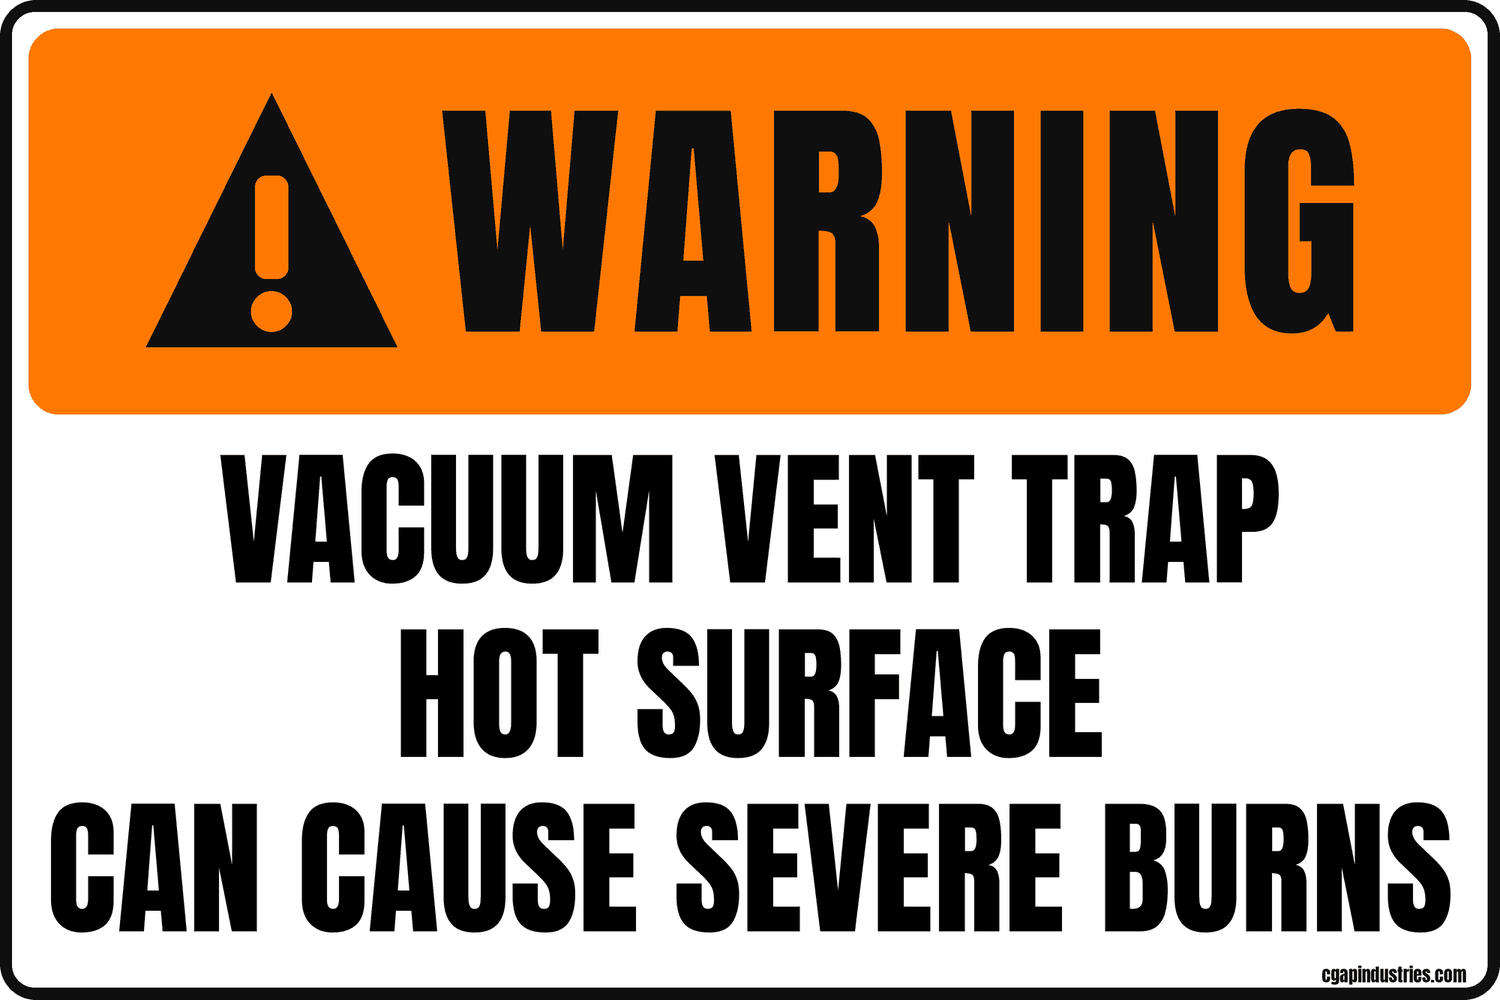 WARNING
VACUUM VENT TRAP
HOT SURFACE
CAN CAUSE SEVERE BURNS
cgapindustries.com